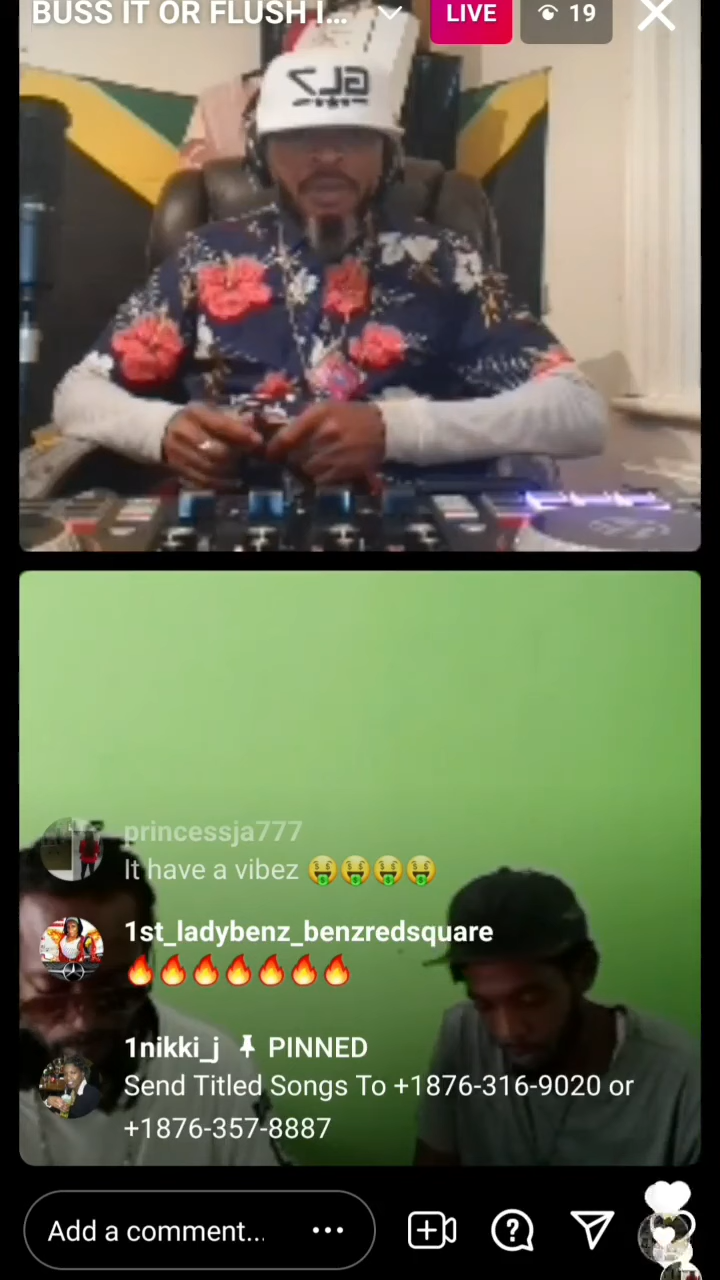 BUSS IT OR FLUSH I...
LIVE
19
GLZ
princessja777
It have a vibez 🤑🤑🤑🤑
1st_ladybenz_benzredsquare
🔥🔥🔥🔥🔥🔥🔥
1nikki_j PINNED
Send Titled Songs To +1876-316-9020 or
+1876-357-8887
Add a comment...